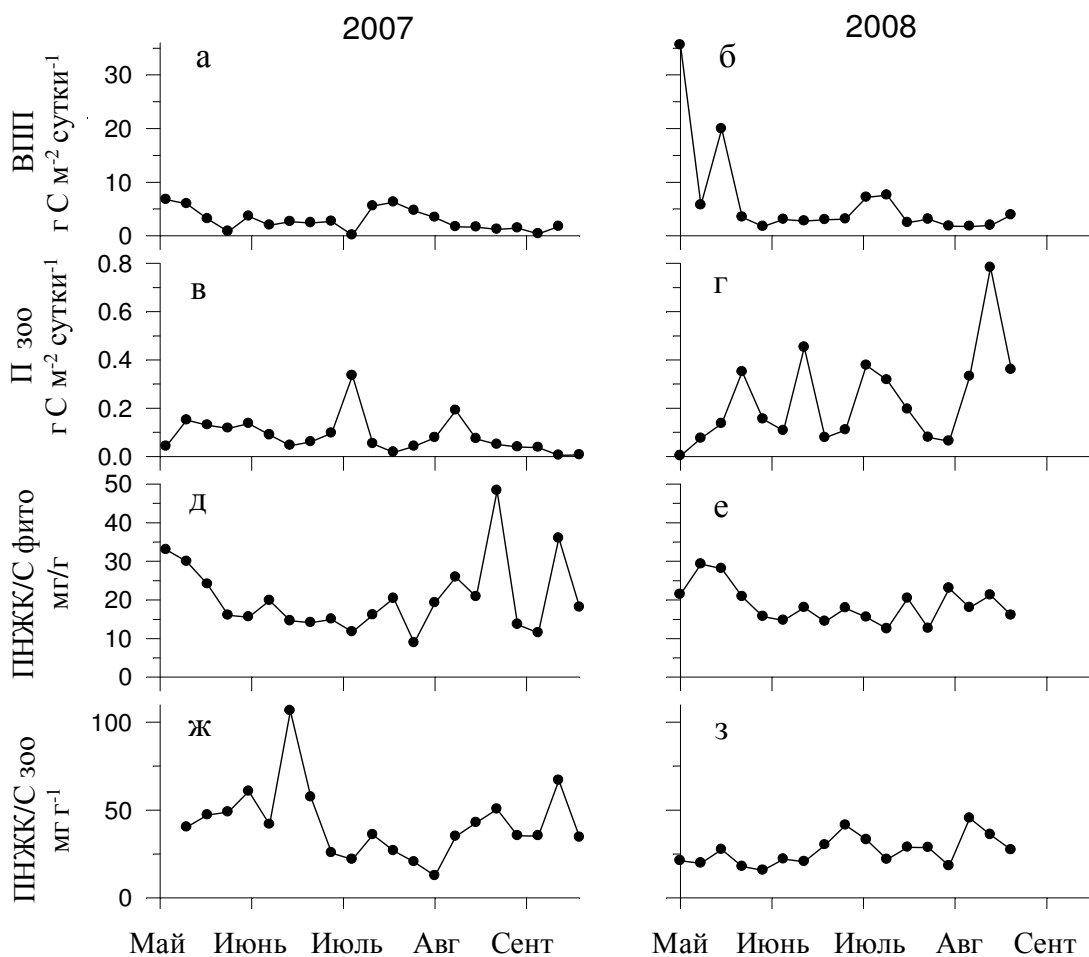 2007
2008
ВПП
г С м⁻² сутки⁻¹
а
б
30
20
10
0
П зоо
г С м⁻² сутки⁻¹
в
г
0.8
0.6
0.4
0.2
0.0
ПНЖК/С фито
мг/г
д
е
50
40
30
20
10
0
ПНЖК/С зоо
мг г⁻¹
ж
з
100
50
0
Май Июнь Июль Авг Сент
Май Июнь Июль Авг Сент